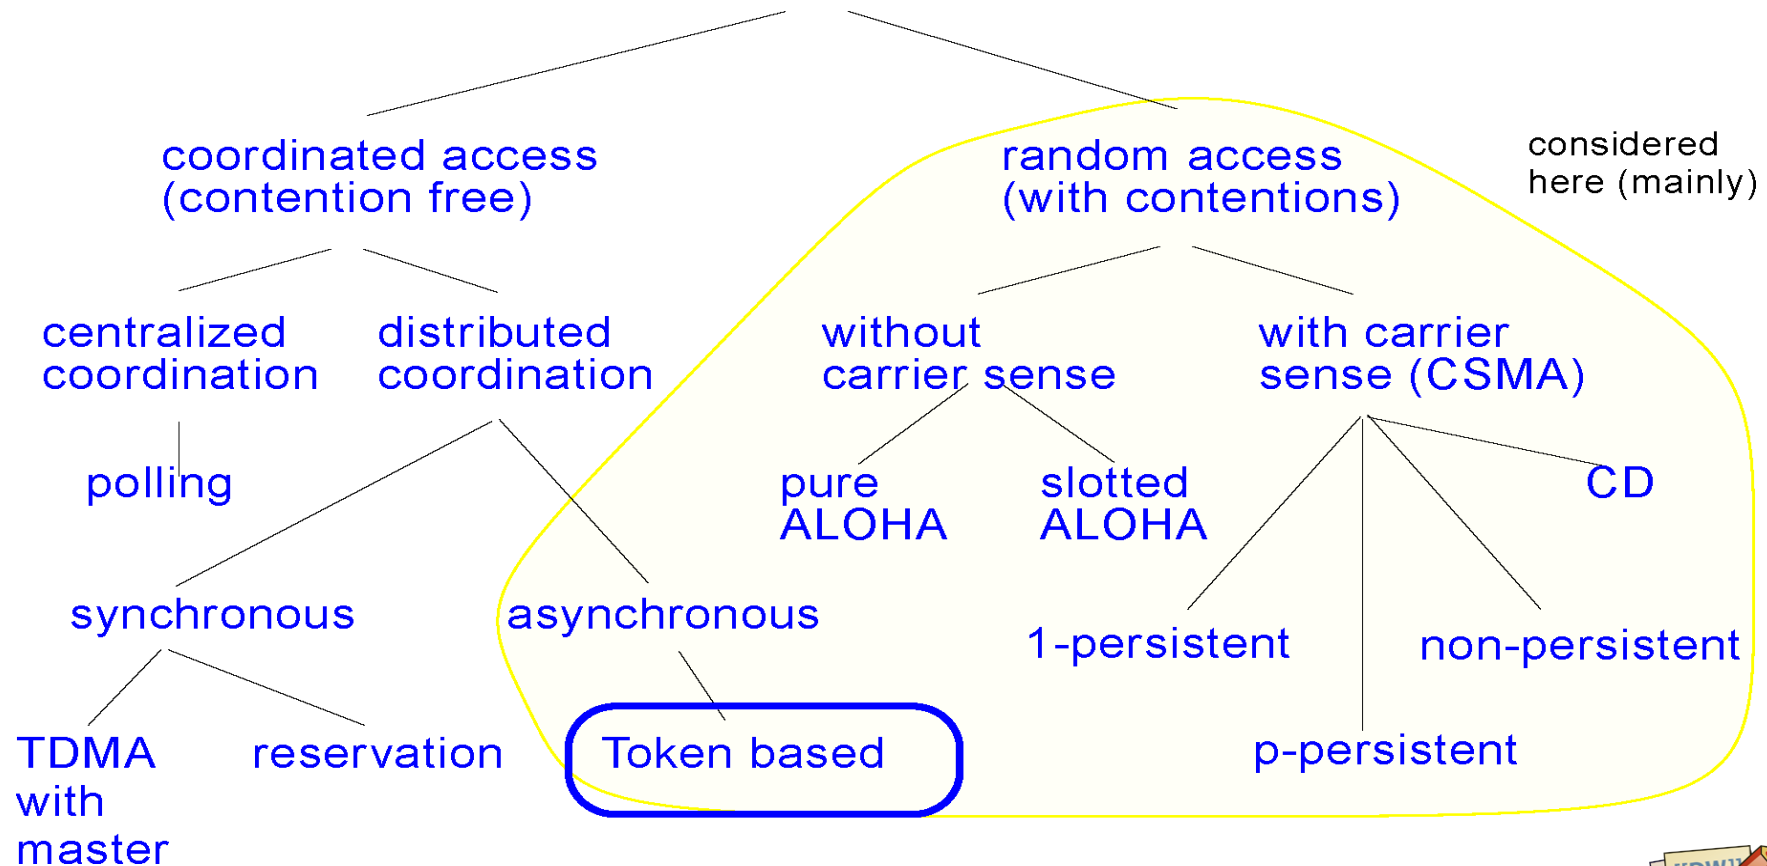 coordinated access
(contention free)
random access
(with contentions)
considered
here (mainly)
centralized
coordination
distributed
coordination
without
carrier sense
with carrier
sense (CSMA)
polling
pure
ALOHA
slotted
ALOHA
CD
synchronous
asynchronous
1-persistent
non-persistent
TDMA
with
master
reservation
Token based
p-persistent